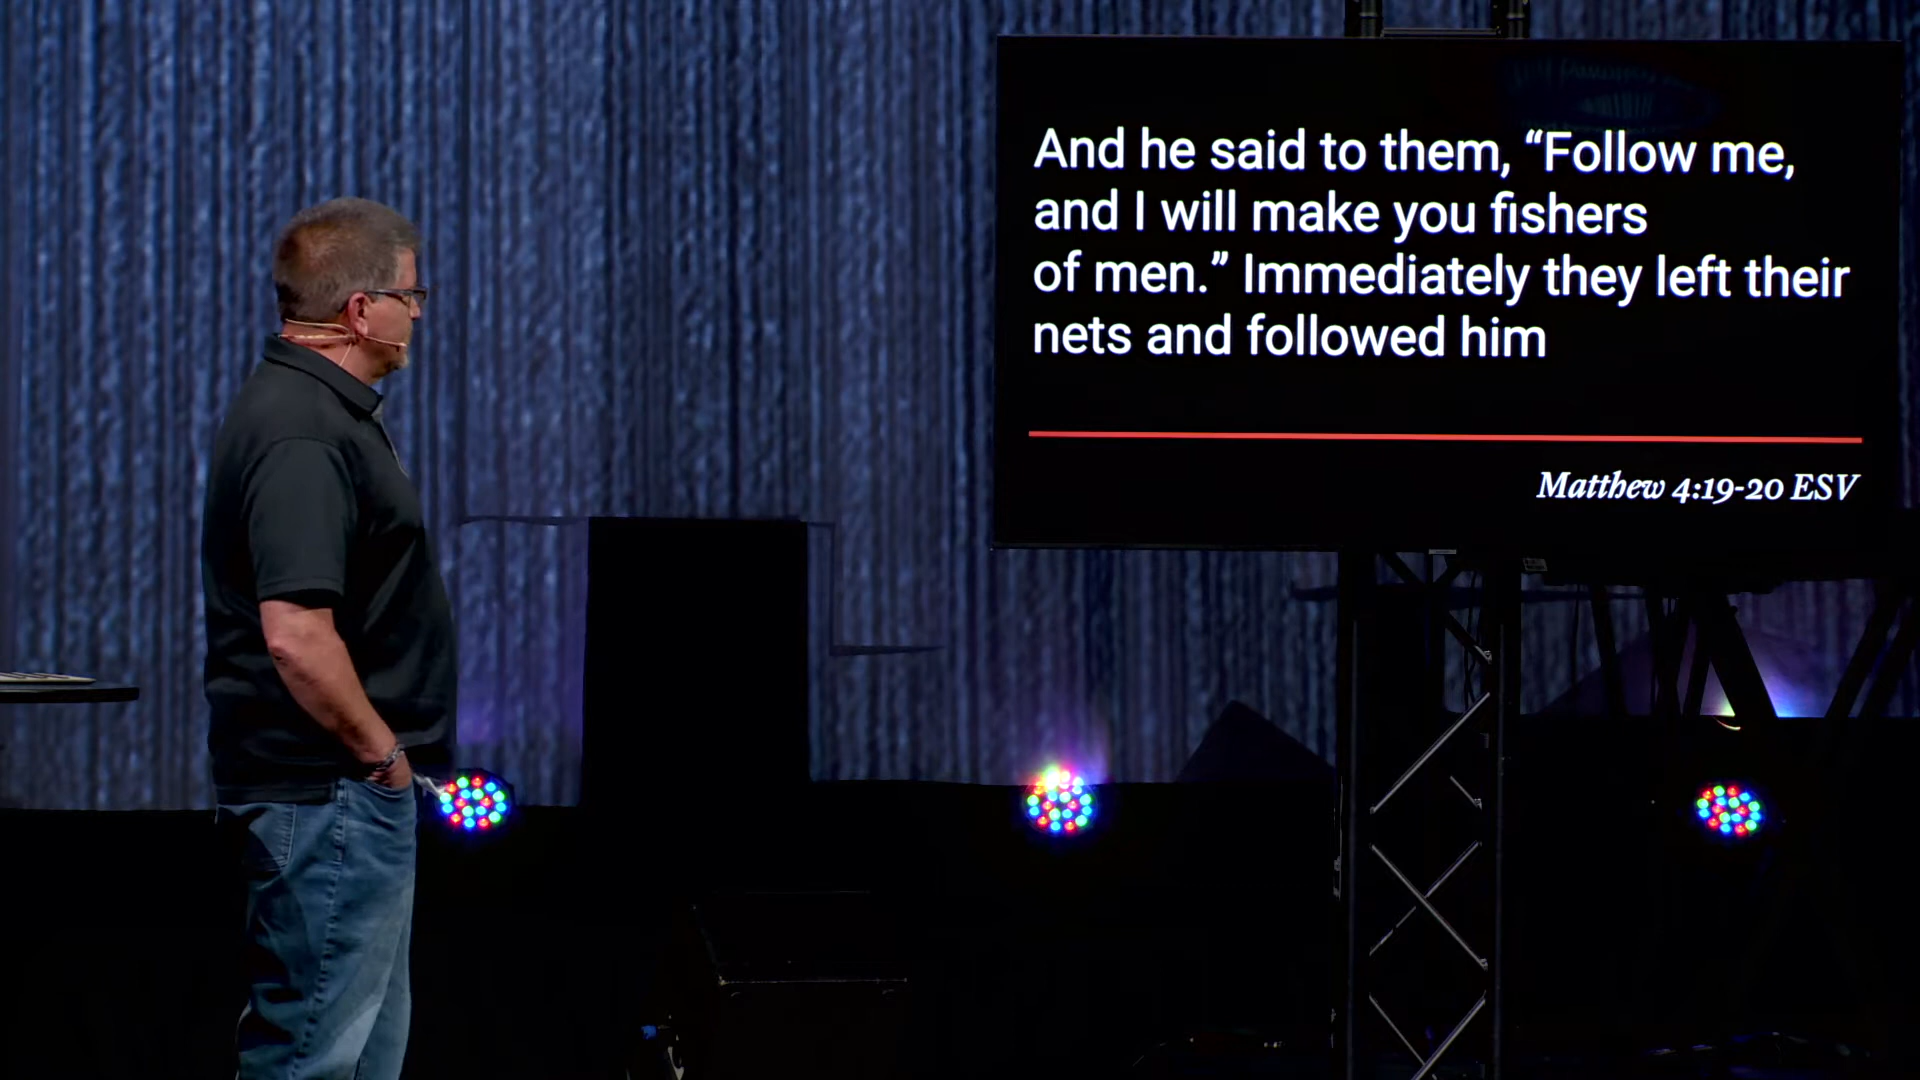 And he said to them, “Follow me,
and I will make you fishers
of men.” Immediately they left their
nets and followed him
Matthew 4:19-20 ESV